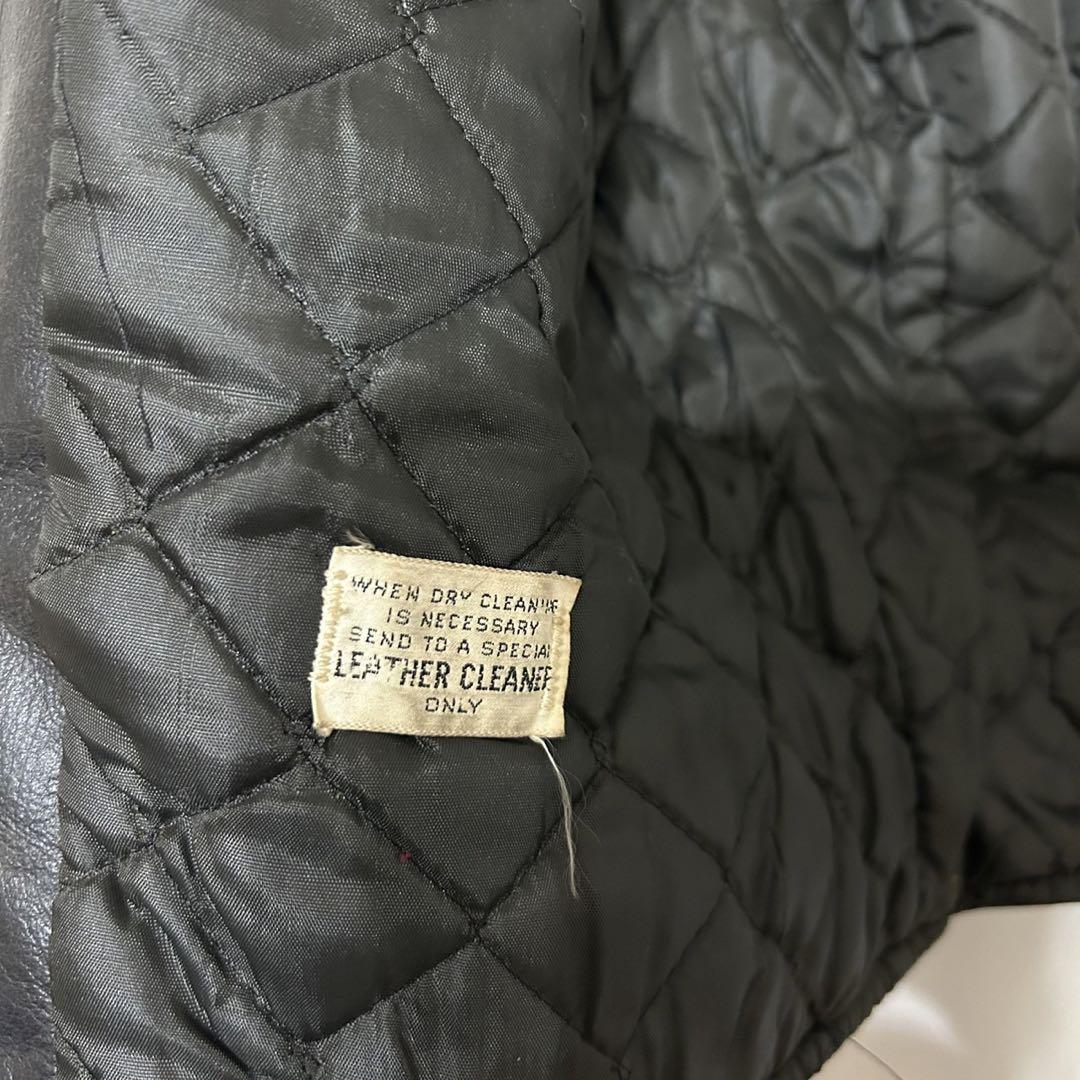 WHEN DRY CLEANING
IS NECESSARY
SEND TO A SPECIAL
LEATHER CLEANER
ONLY